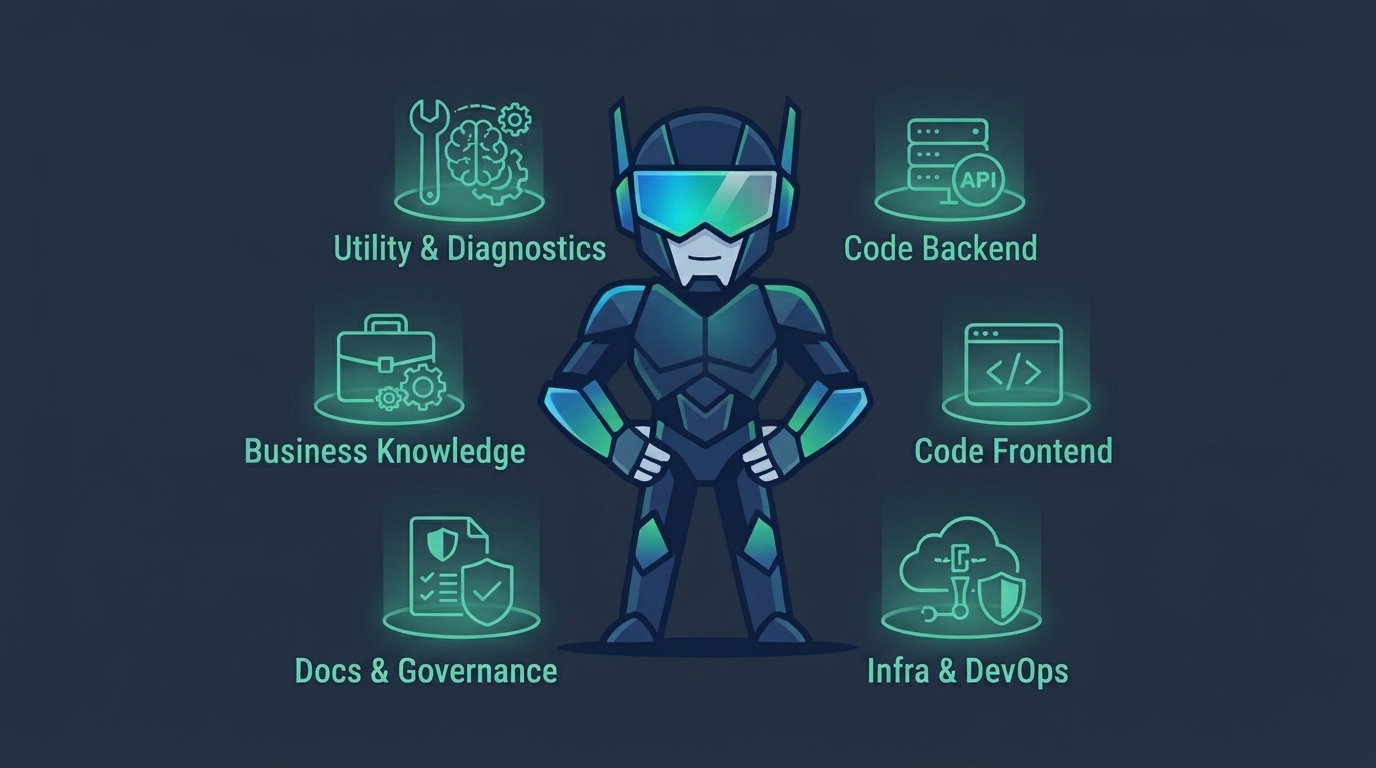 Utility & Diagnostics
API
Code Backend
Business Knowledge
Code Frontend
</>
Docs & Governance
Infra & DevOps